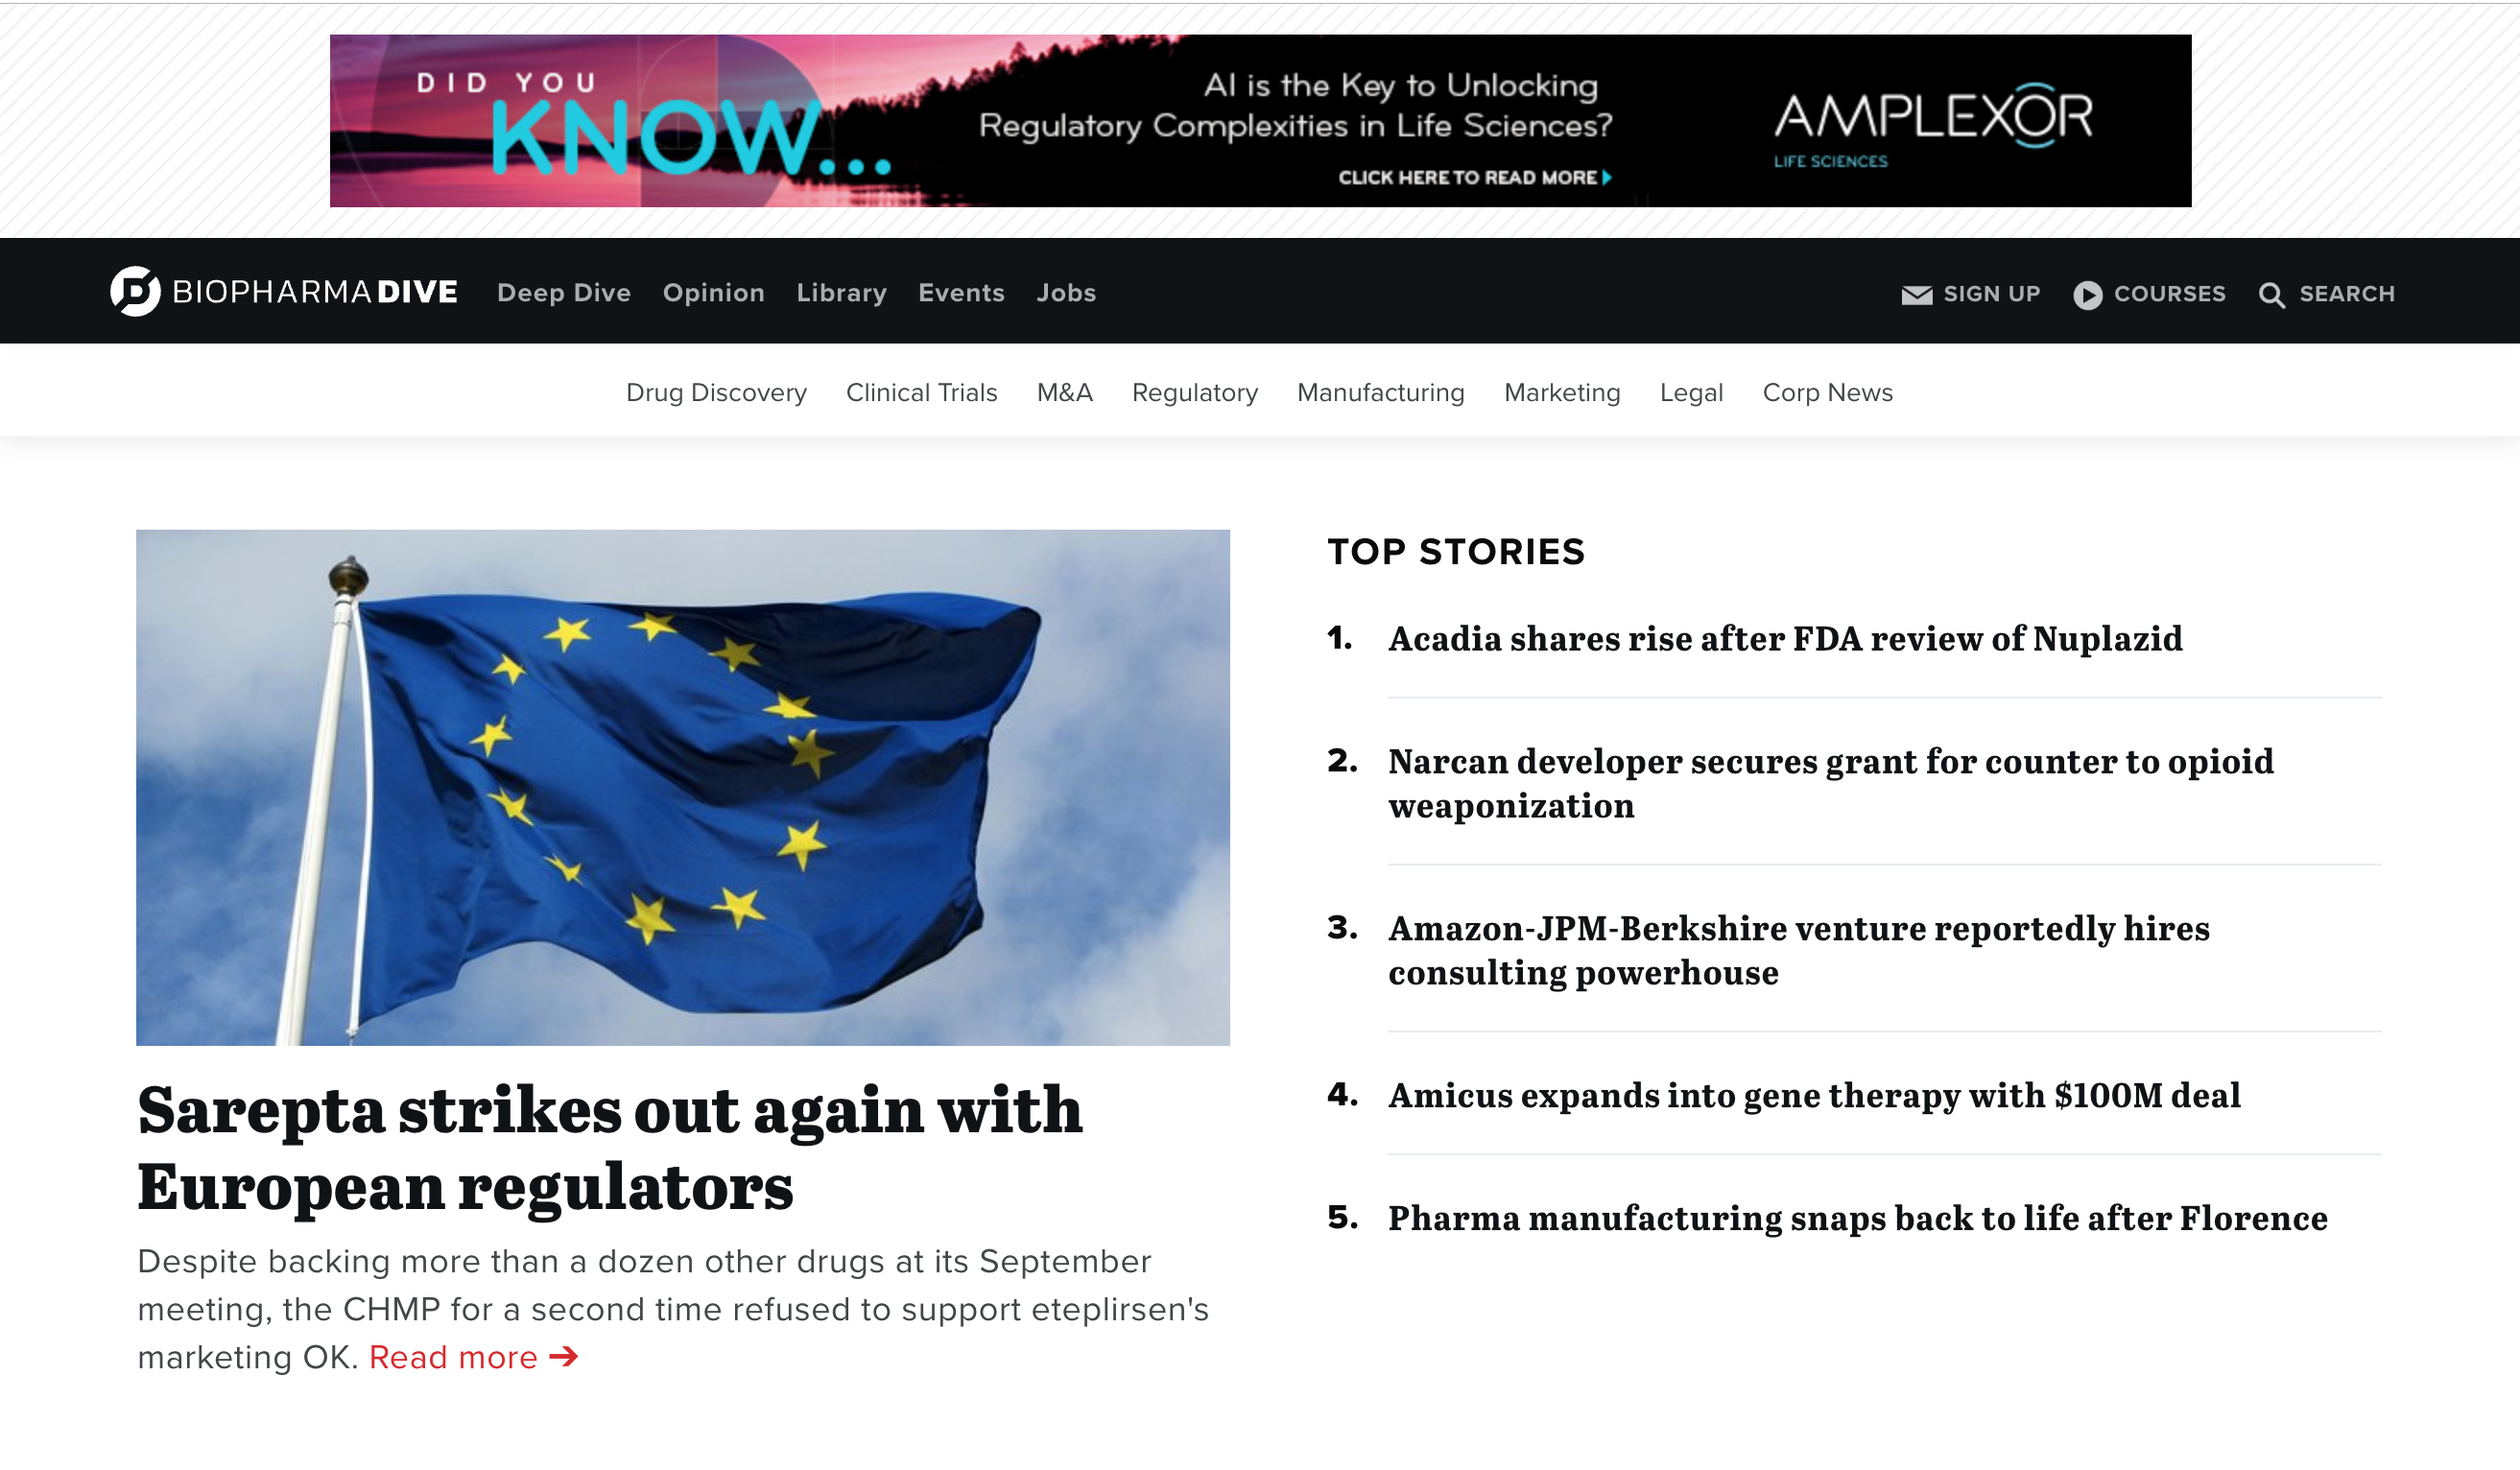 DID YOU
KNOW...
AI is the Key to Unlocking
Regulatory Complexities in Life Sciences?
CLICK HERE TO READ MORE
AMPLEXOR
LIFE SCIENCES
BIOPHARMADIVE
Deep Dive
Opinion
Library
Events
Jobs
SIGN UP
COURSES
SEARCH
Drug Discovery
Clinical Trials
M&A
Regulatory
Manufacturing
Marketing
Legal
Corp News
Sarepta strikes out again with
European regulators
Despite backing more than a dozen other drugs at its September
meeting, the CHMP for a second time refused to support eteplirsen's
marketing OK. Read more →
TOP STORIES
1. Acadia shares rise after FDA review of Nuplazid
2. Narcan developer secures grant for counter to opioid
weaponization
3. Amazon-JPM-Berkshire venture reportedly hires
consulting powerhouse
4. Amicus expands into gene therapy with $100M deal
5. Pharma manufacturing snaps back to life after Florence